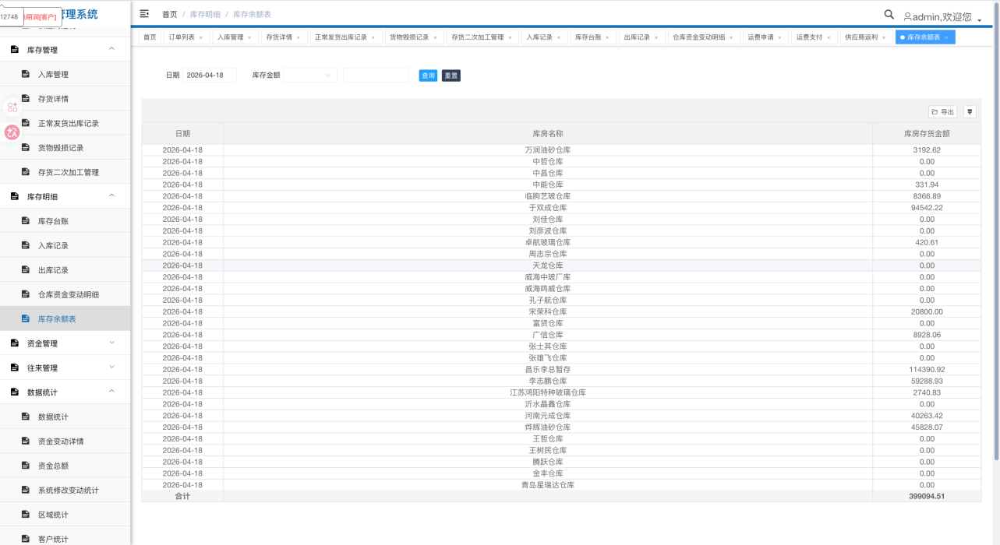 12748
明润[客户]
管理系统
首页 / 库存明细 / 库存余额表
admin,欢迎您
首页 订单列表 × 入库管理 × 存货详情 × 正常发货出库记录 × 货物毁损记录 × 存货二次加工管理 × 入库记录 × 库存台账 × 出库记录 × 仓库资金变动明细 × 运费申请 × 运费支付 × 供应商返利 × 库存余额表 ×
库存管理
入库管理
存货详情
正常发货出库记录
货物毁损记录
存货二次加工管理
库存明细
库存台账
入库记录
出库记录
仓库资金变动明细
库存余额表
资金管理
往来管理
数据统计
数据统计
资金变动详情
资金总额
系统修改变动统计
区域统计
客户统计
日期 2026-04-18 库存金额 查询 重置
导出
日期 库房名称 库房存货金额
2026-04-18 万润油砂仓库 3192.62
2026-04-18 中哲仓库 0.00
2026-04-18 中昌仓库 0.00
2026-04-18 中能仓库 331.94
2026-04-18 临朐艺玻仓库 8366.89
2026-04-18 于双成仓库 94542.22
2026-04-18 刘佳仓库 0.00
2026-04-18 刘彦波仓库 0.00
2026-04-18 卓航玻璃仓库 420.61
2026-04-18 周志宗仓库 0.00
2026-04-18 天龙仓库 0.00
2026-04-18 威海中玻厂库 0.00
2026-04-18 威海鸣威仓库 0.00
2026-04-18 孔子航仓库 0.00
2026-04-18 宋荣科仓库 20800.00
2026-04-18 富贤仓库 0.00
2026-04-18 广信仓库 8928.06
2026-04-18 张士其仓库 0.00
2026-04-18 张雄飞仓库 0.00
2026-04-18 昌乐李总暂存 114390.92
2026-04-18 李志鹏仓库 59288.93
2026-04-18 江苏鸿阳特种玻璃仓库 2740.83
2026-04-18 沂水晶鑫仓库 0.00
2026-04-18 河南元成仓库 40263.42
2026-04-18 烨辉油砂仓库 45828.07
2026-04-18 王哲仓库 0.00
2026-04-18 王树民仓库 0.00
2026-04-18 腾跃仓库 0.00
2026-04-18 金丰仓库 0.00
2026-04-18 青岛星瑞达仓库 0.00
合计 399094.51